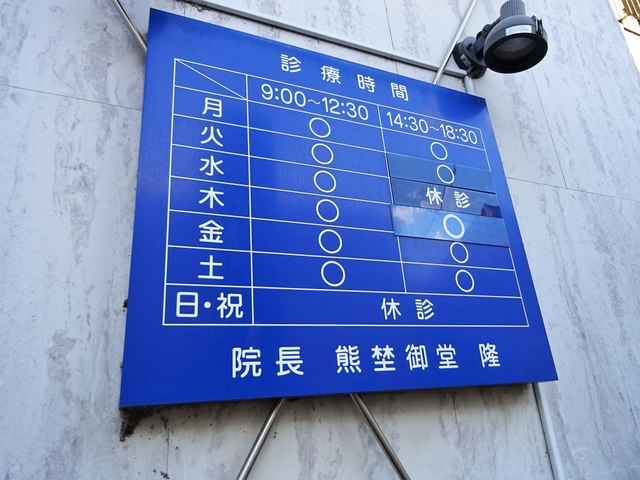 診療時間
9:00~12:30 14:30~18:30
月 ○ ○
火 ○ ○
水 ○ 休診
木 ○ ○
金 ○ ○
土 ○ ○
日・祝 休診
院長 熊埜御堂 隆